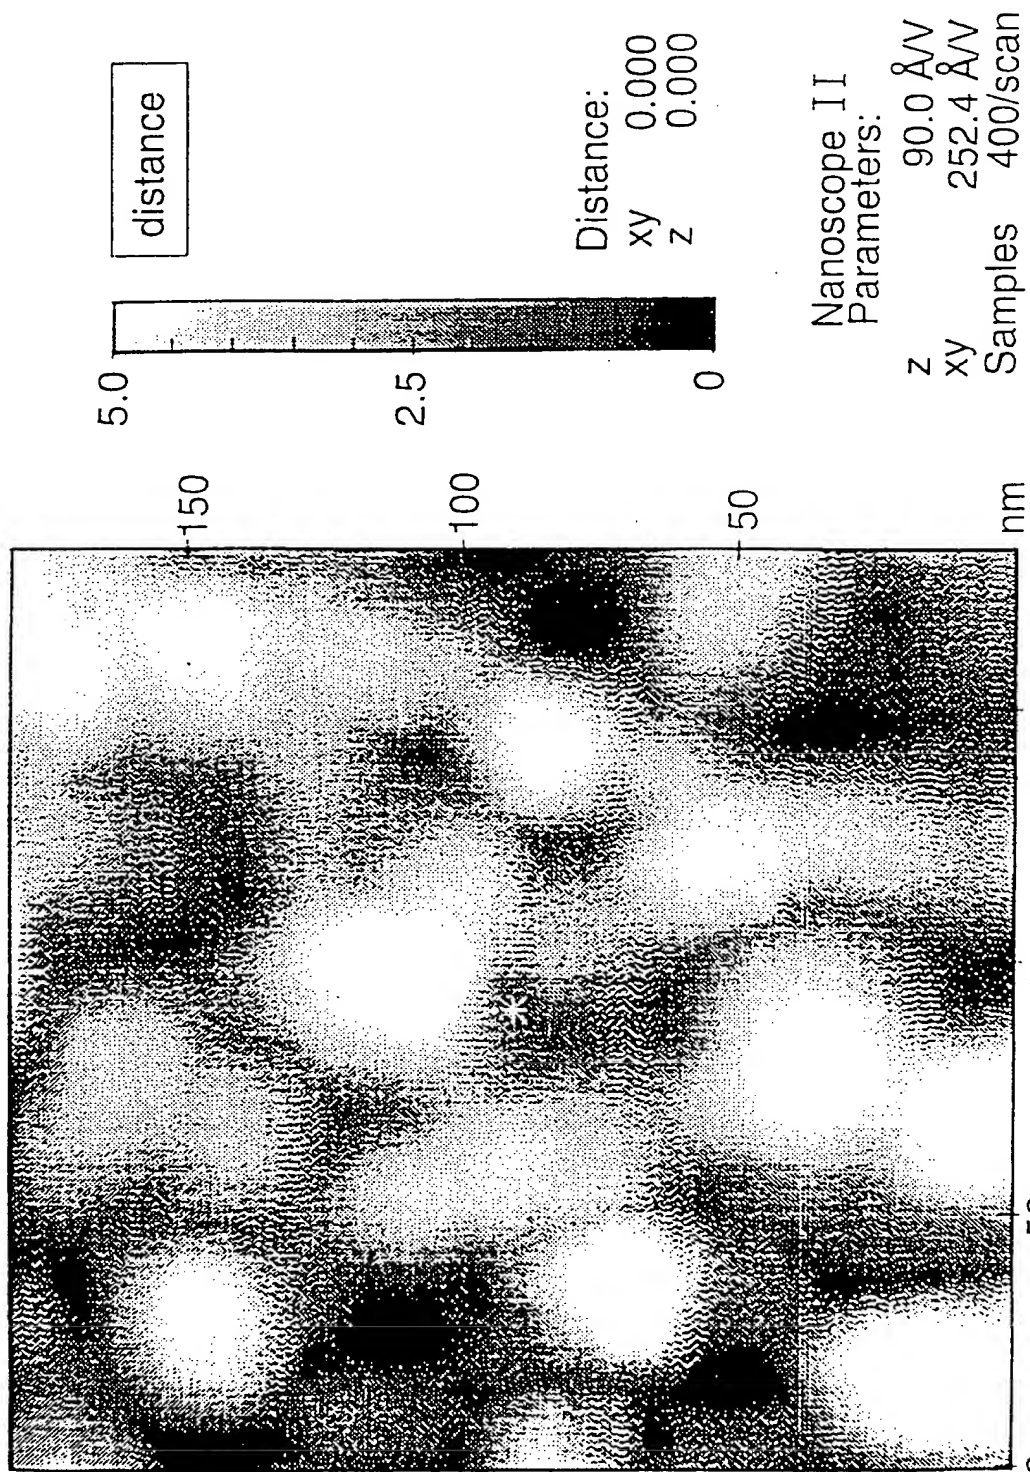 distance
5.0
2.5
0
Distance:
xy 0.000
z 0.000
Nanoscope II
Parameters:
z 90.0 Å/V
xy 252.4 Å/V
Samples 400/scan
150
100
50
nm
*